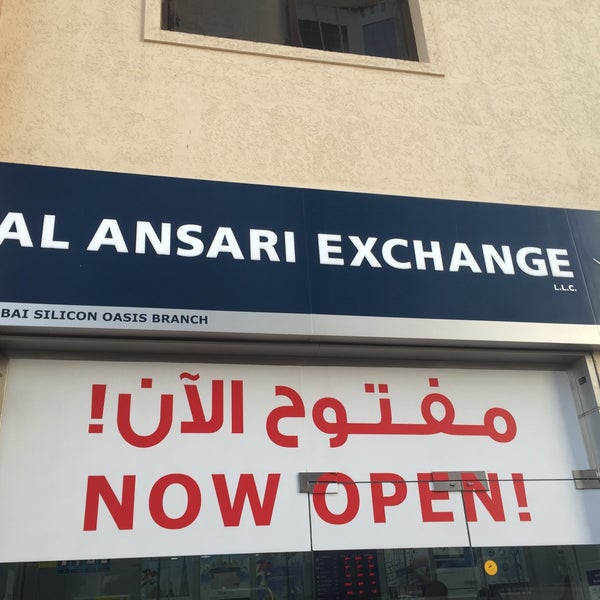 AL ANSARI EXCHANGE
L.L.C.
BAI SILICON OASIS BRANCH
مفتوح الآن!
NOW OPEN!